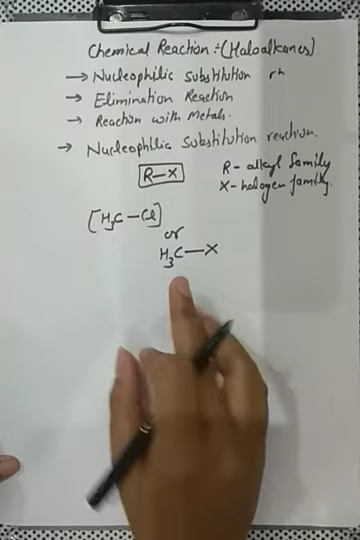 Chemical Reaction :- (Haloalkanes)
→ Nucleophilic substitution rn
→ Elimination Reaction
→ Reaction with Metals.
→ Nucleophilic substitution reaction.
R—X
R- alkyl family
X- halogen family.
[H₃C—Cl]
or
H₃C—X